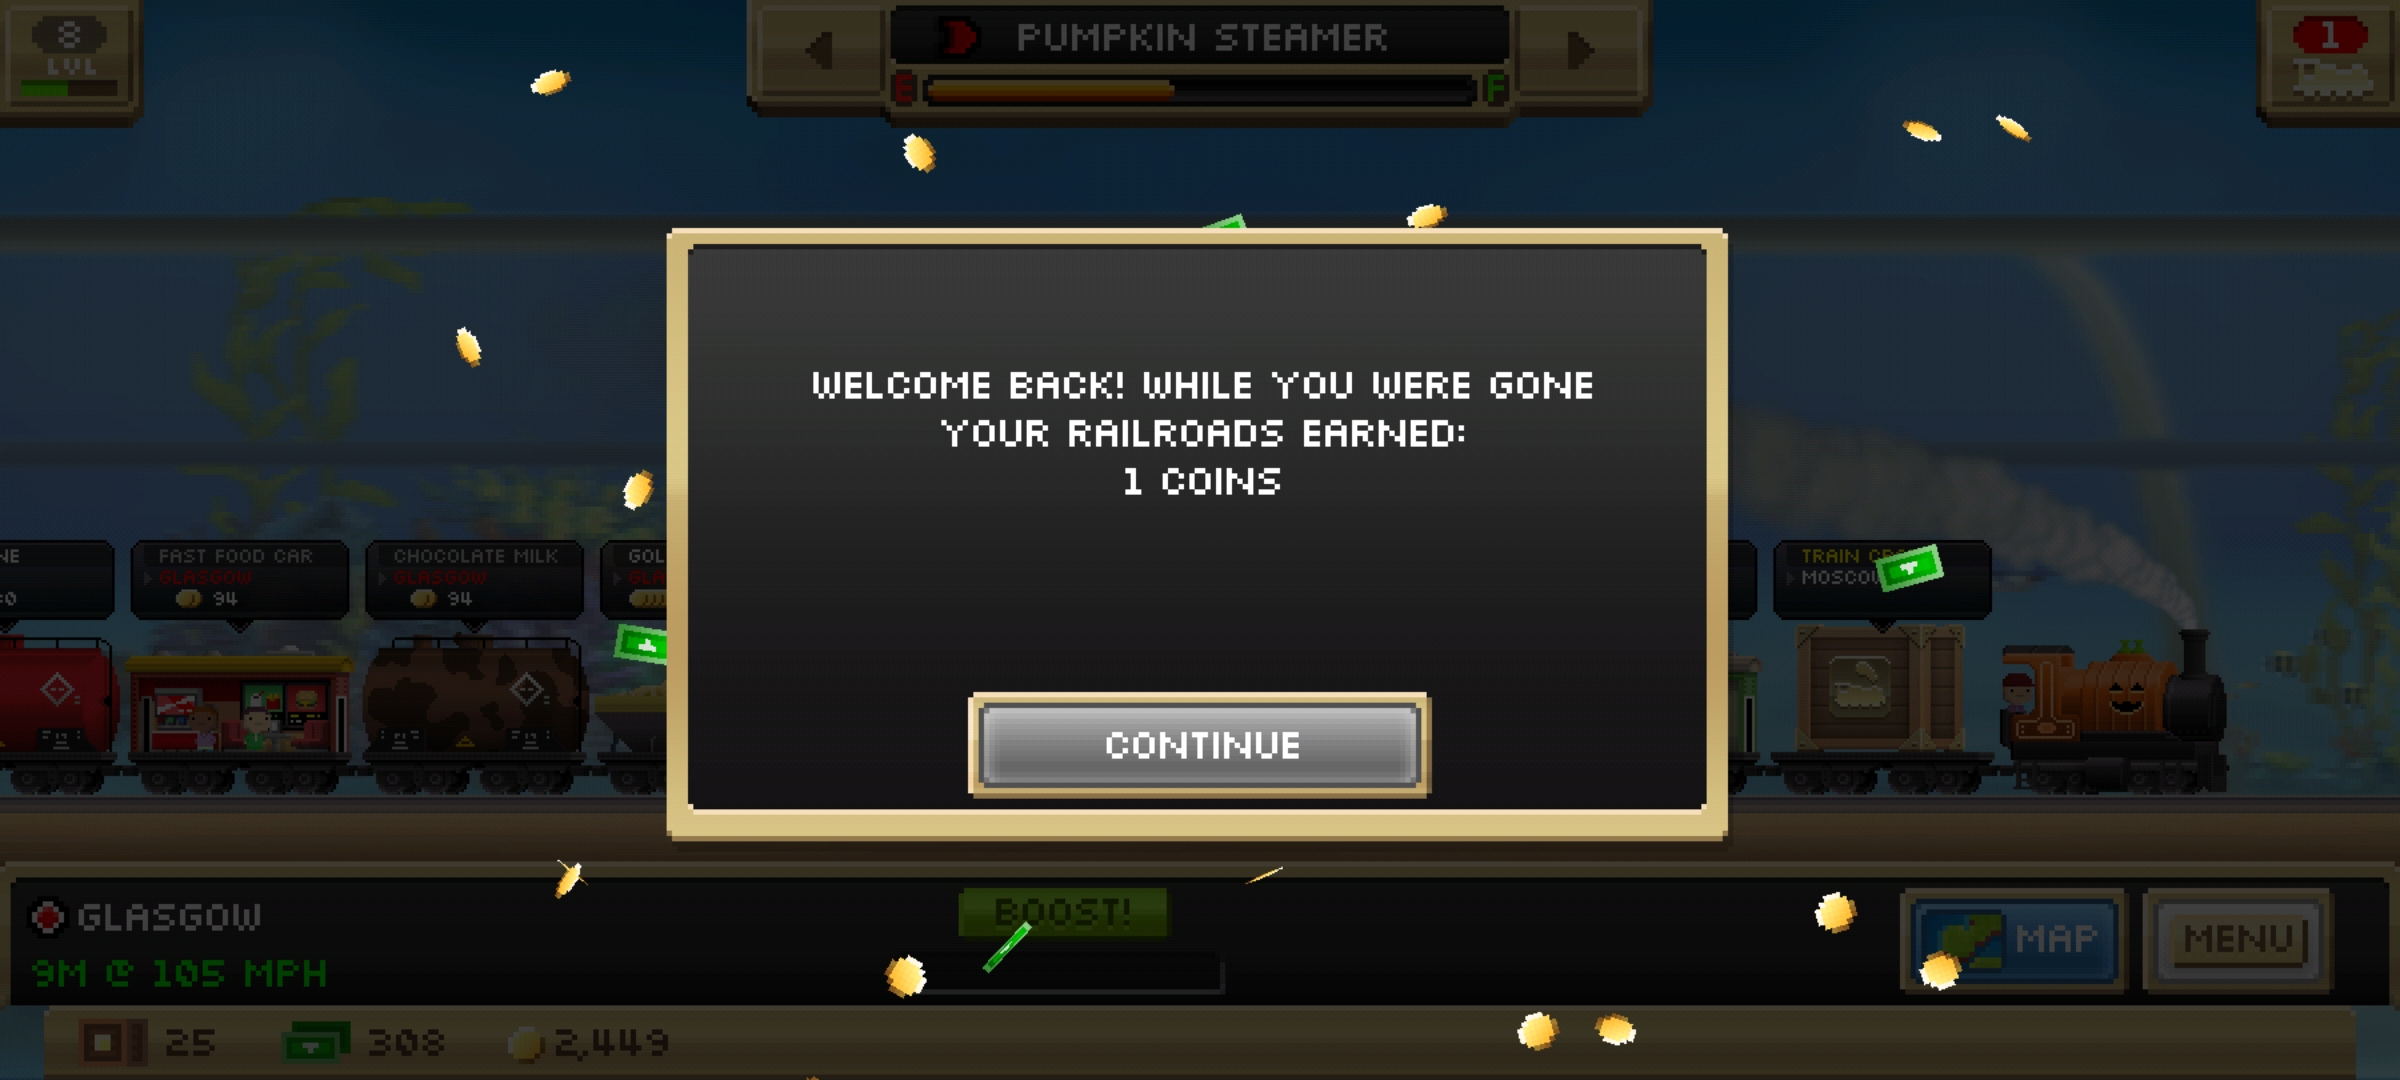 8
LVL
PUMPKIN STEAMER
E
F
1
WELCOME BACK! WHILE YOU WERE GONE
YOUR RAILROADS EARNED:
1 COINS
CONTINUE
FAST FOOD CAR
GLASGOW
94
CHOCOLATE MILK
GLASGOW
94
TRAIN
GLASGOW
9M @ 105 MPH
BOOST!
MAP
MENU
25
308
2,449